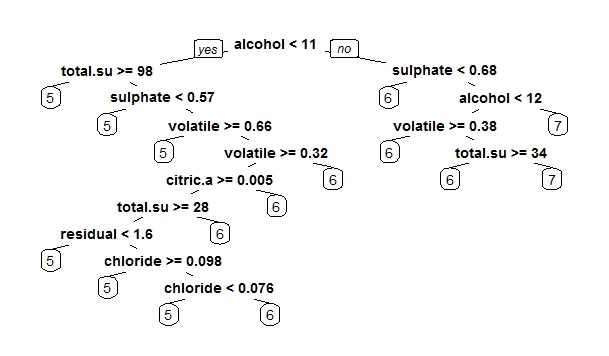 yes alcohol < 11 no
total.su >= 98 sulphate < 0.68
5 sulphate < 0.57 6 alcohol < 12
5 volatile >= 0.66 volatile >= 0.38 7
5 volatile >= 0.32 6 total.su >= 34
citric.a >= 0.005 6 6 7
total.su >= 28 6
residual < 1.6 6
5 chloride >= 0.098
5 chloride < 0.076
5 6